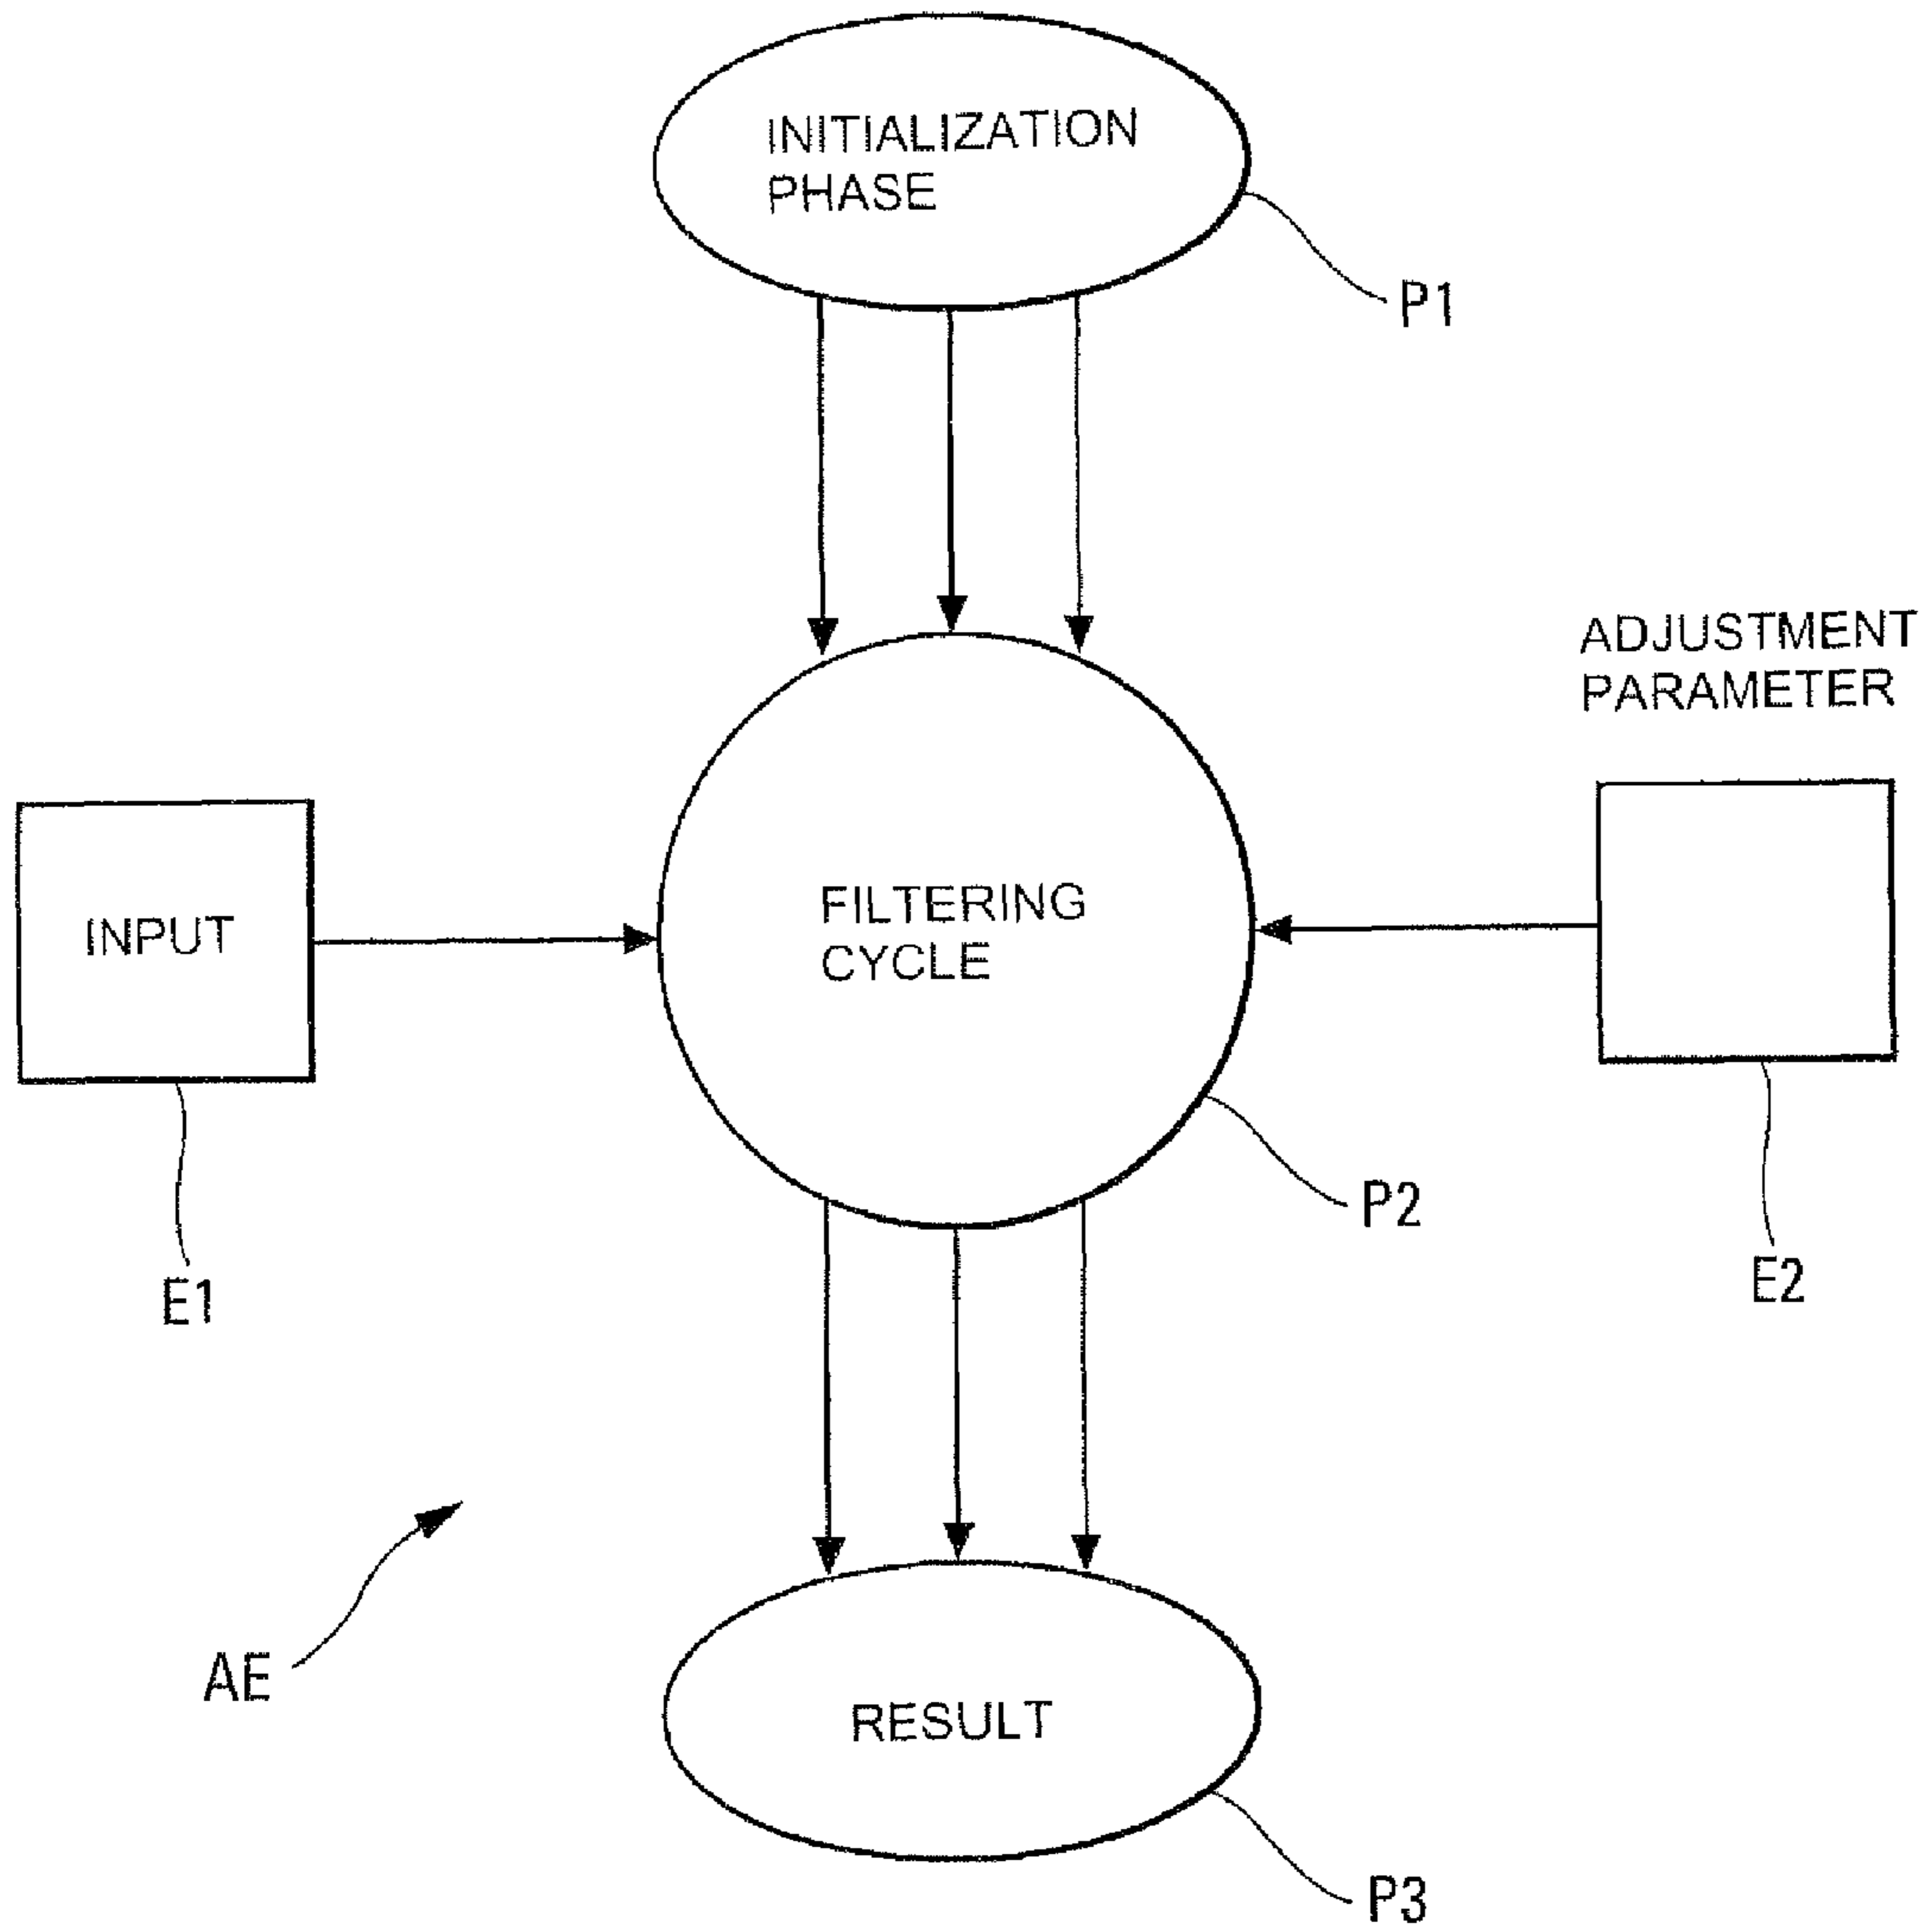 INITIALIZATION
PHASE
P1
ADJUSTMENT
PARAMETER
INPUT
FILTERING
CYCLE
P2
E1
E2
AE
RESULT
P3